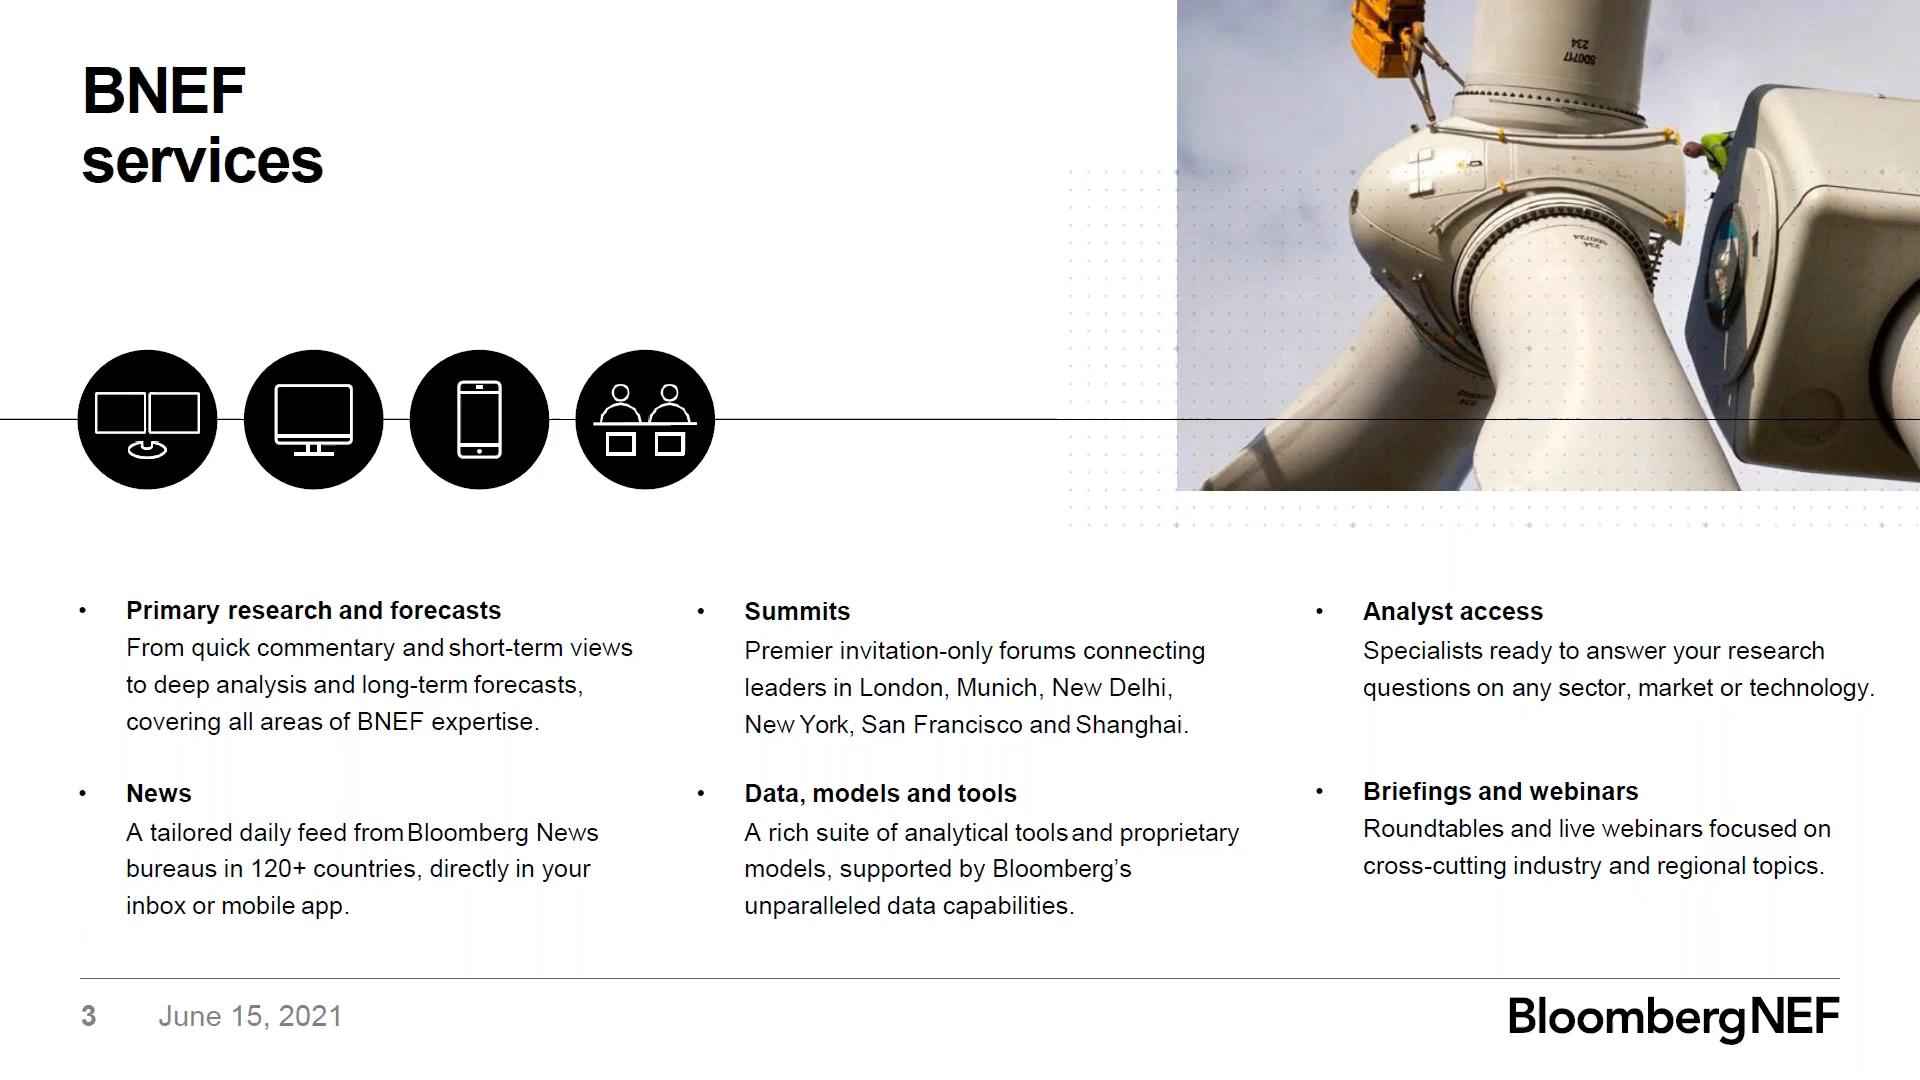 BNEF
services
SD0717
234
SD0724
234
• Primary research and forecasts
From quick commentary and short-term views
to deep analysis and long-term forecasts,
covering all areas of BNEF expertise.
• News
A tailored daily feed from Bloomberg News
bureaus in 120+ countries, directly in your
inbox or mobile app.
• Summits
Premier invitation-only forums connecting
leaders in London, Munich, New Delhi,
New York, San Francisco and Shanghai.
• Data, models and tools
A rich suite of analytical tools and proprietary
models, supported by Bloomberg’s
unparalleled data capabilities.
• Analyst access
Specialists ready to answer your research
questions on any sector, market or technology.
• Briefings and webinars
Roundtables and live webinars focused on
cross-cutting industry and regional topics.
3 June 15, 2021
BloombergNEF